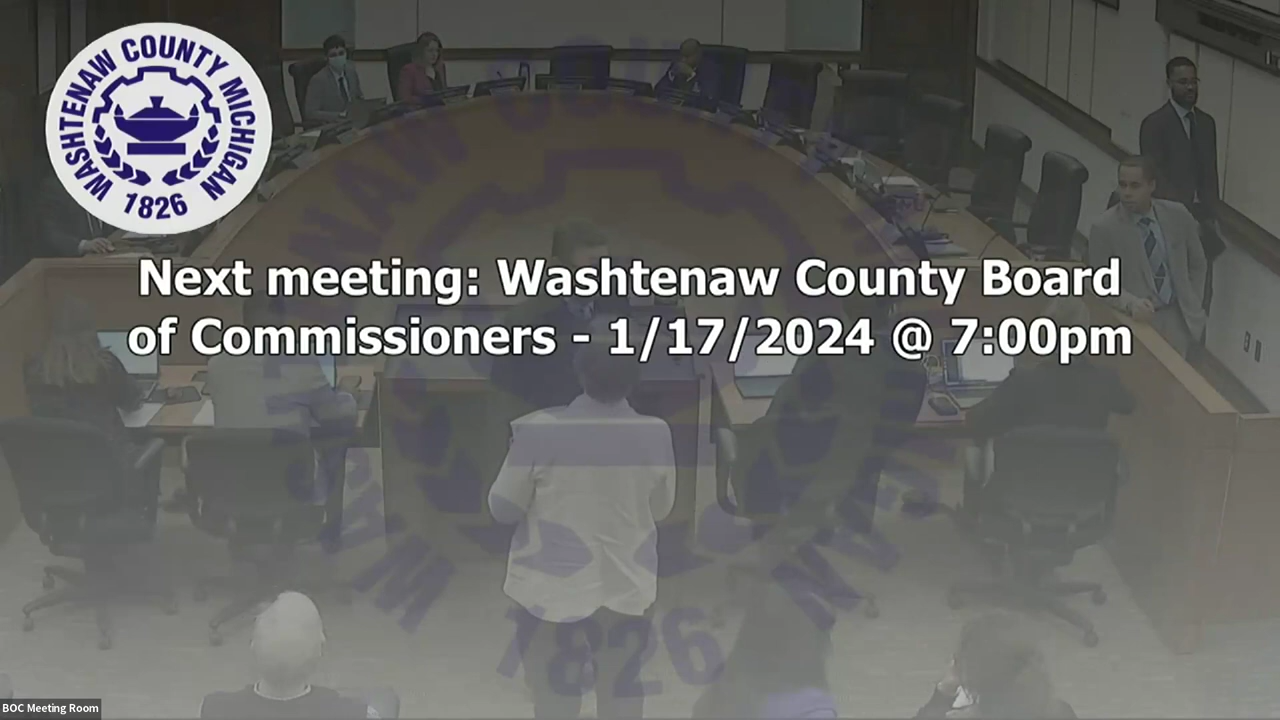 WASHTENAW COUNTY MICHIGAN
1826
Next meeting: Washtenaw County Board
of Commissioners - 1/17/2024 @ 7:00pm
1826
BOC Meeting Room